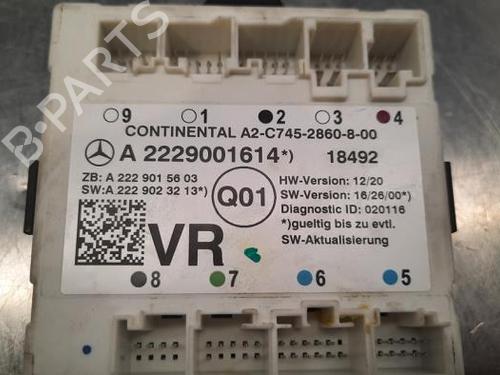 9 1 2 3 4
CONTINENTAL A2-C745-2860-8-00
A 2229001614*) 18492
ZB: A 222 901 56 03
SW:A 222 902 32 13*)
Q01
HW-Version: 12/20
SW-Version: 16/26/00*)
Diagnostic ID: 020116
*)gueltig bis zu evtl.
SW-Aktualisierung
VR
8 7 6 5